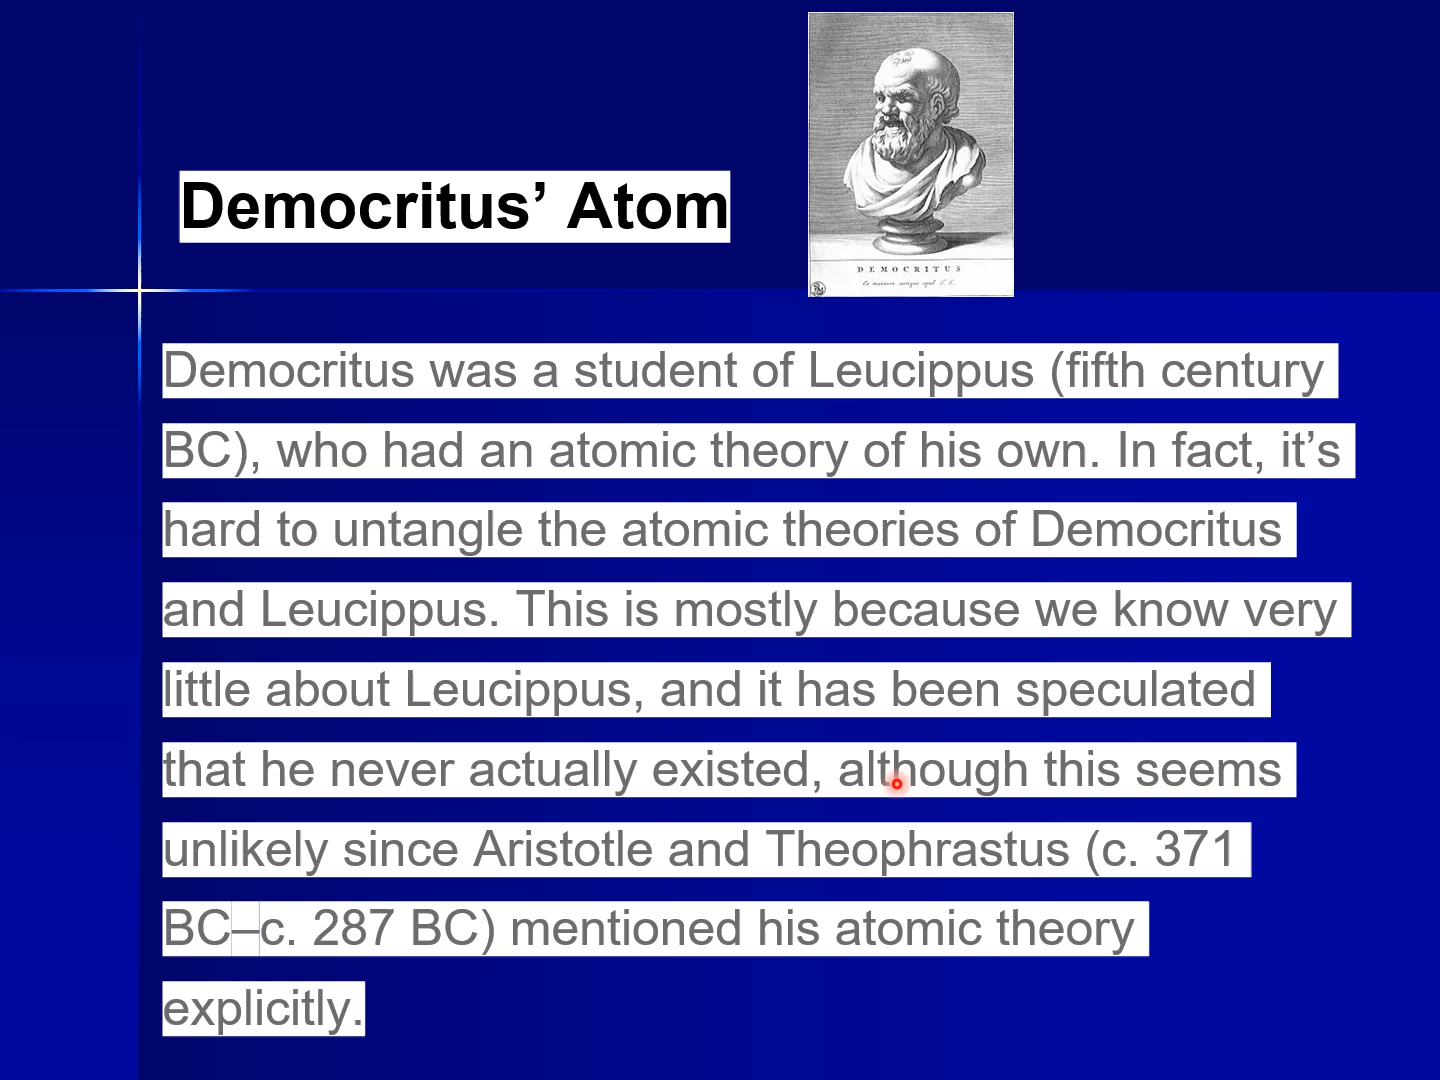 Democritus’ Atom
DEMOCRITUS
Democritus was a student of Leucippus (fifth century
BC), who had an atomic theory of his own. In fact, it’s
hard to untangle the atomic theories of Democritus
and Leucippus. This is mostly because we know very
little about Leucippus, and it has been speculated
that he never actually existed, although this seems
unlikely since Aristotle and Theophrastus (c. 371
BC–c. 287 BC) mentioned his atomic theory
explicitly.